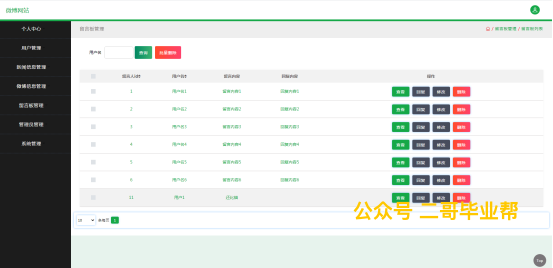 微博网站
个人中心
用户管理
新闻信息管理
微博信息管理
留言板管理
管理员管理
系统管理
留言板管理
/ 留言板管理 / 留言板列表
用户名
查询
批量删除
留言人id 用户名 留言内容 回复内容 操作
1 用户名1 留言内容1 回复内容1 查看 回复 修改 删除
2 用户名2 留言内容2 回复内容2 查看 回复 修改 删除
3 用户名3 留言内容3 回复内容3 查看 回复 修改 删除
4 用户名4 留言内容4 回复内容4 查看 回复 修改 删除
5 用户名5 留言内容5 回复内容5 查看 回复 修改 删除
6 用户名6 留言内容6 回复内容6 查看 回复 修改 删除
11 用户1 查看 回复 修改 删除
10 条每页 1
公众号 二哥毕业帮
Top